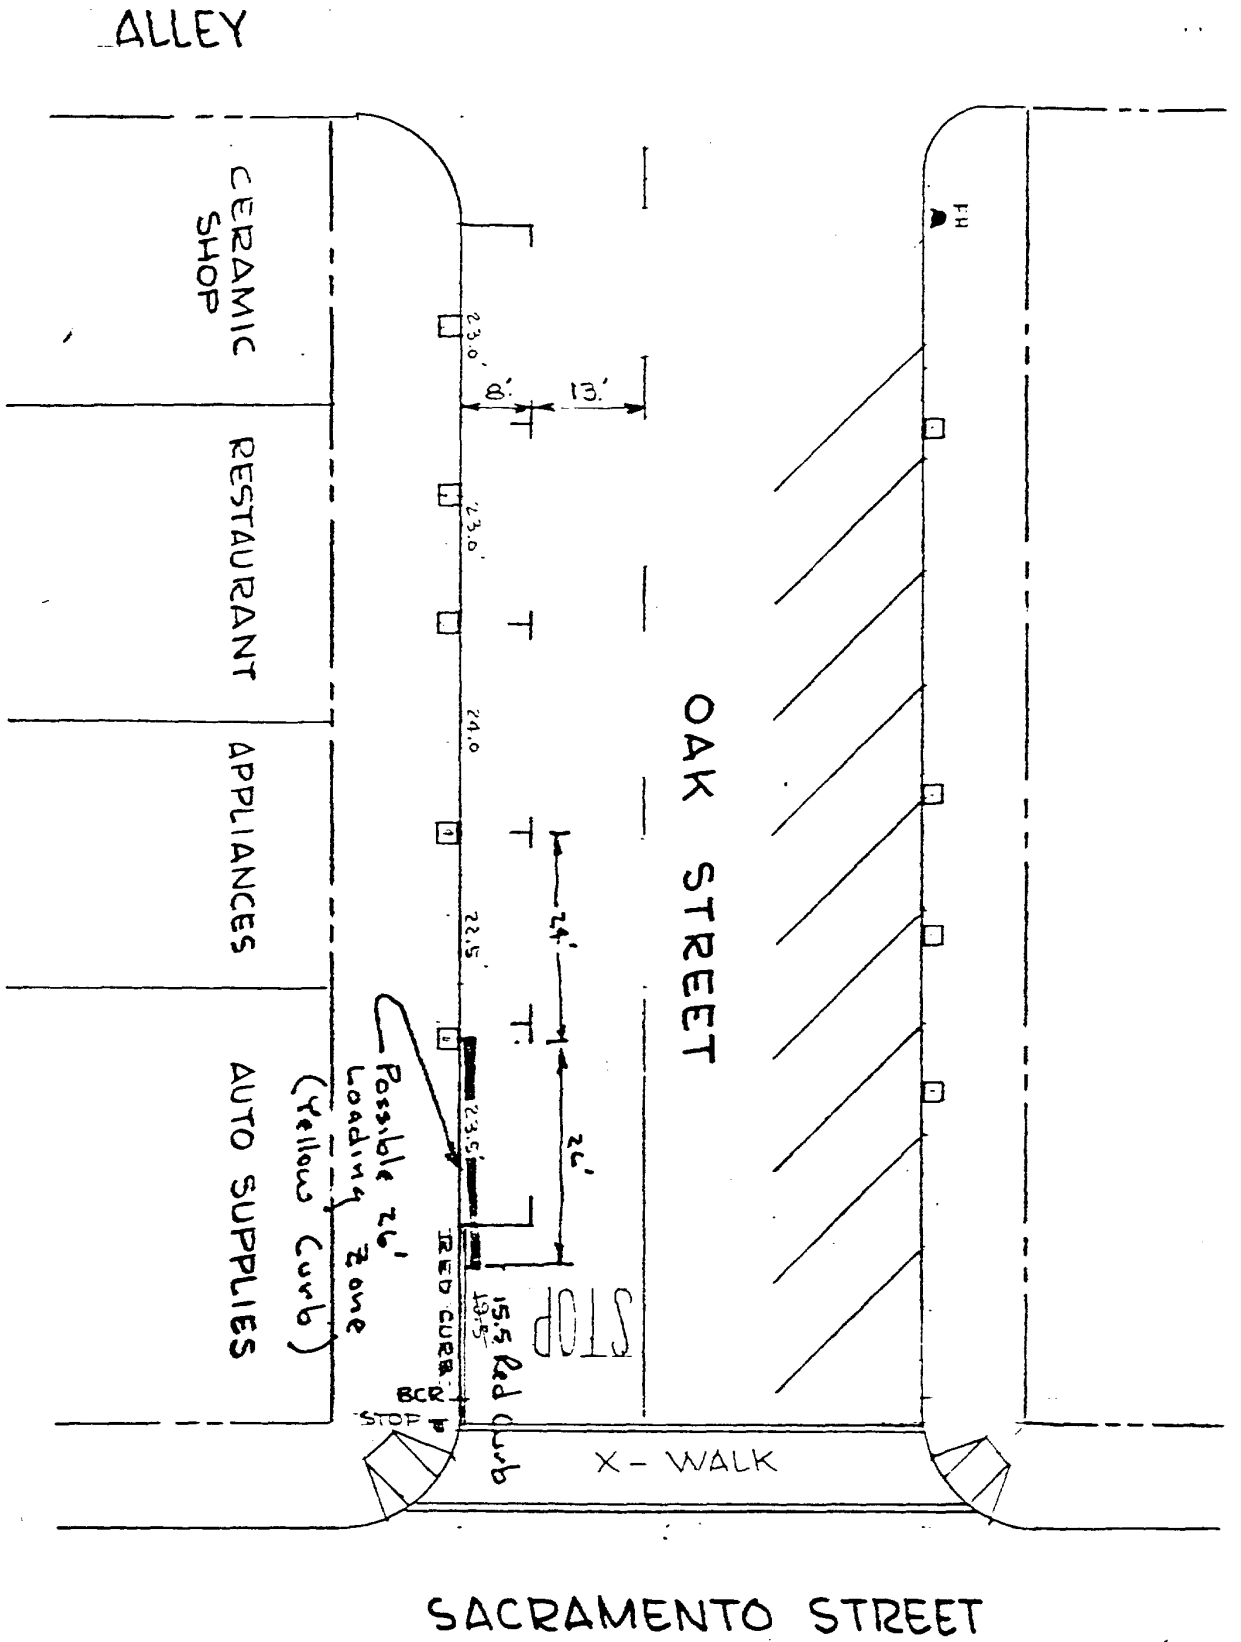 ALLEY
CERAMIC
SHOP
FH
23.0'
8'
13'
RESTAURANT
23.0'
OAK STREET
APPLIANCES
24.0
24'
22.5'
AUTO SUPPLIES
Possible 26'
Loading Zone
(Yellow Curb)
23.5'
26'
RED CURB
19.5
15.5 Red Curb
STOP
BCR
STOP
X-WALK
SACRAMENTO STREET